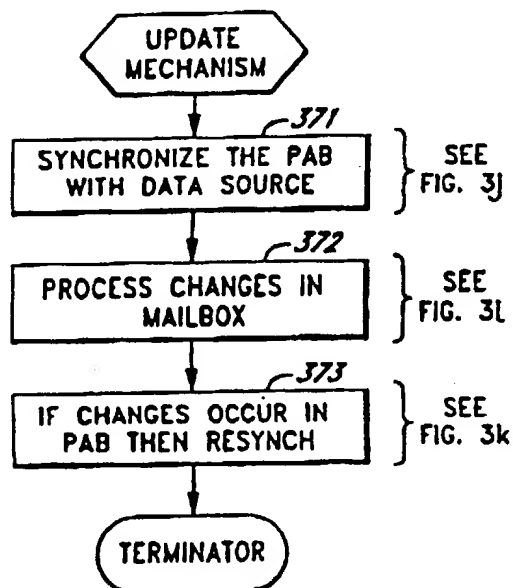 UPDATE
MECHANISM
371
SYNCHRONIZE THE PAB
WITH DATA SOURCE
SEE
FIG. 3j
372
PROCESS CHANGES IN
MAILBOX
SEE
FIG. 3l
373
IF CHANGES OCCUR IN
PAB THEN RESYNCH
SEE
FIG. 3k
TERMINATOR